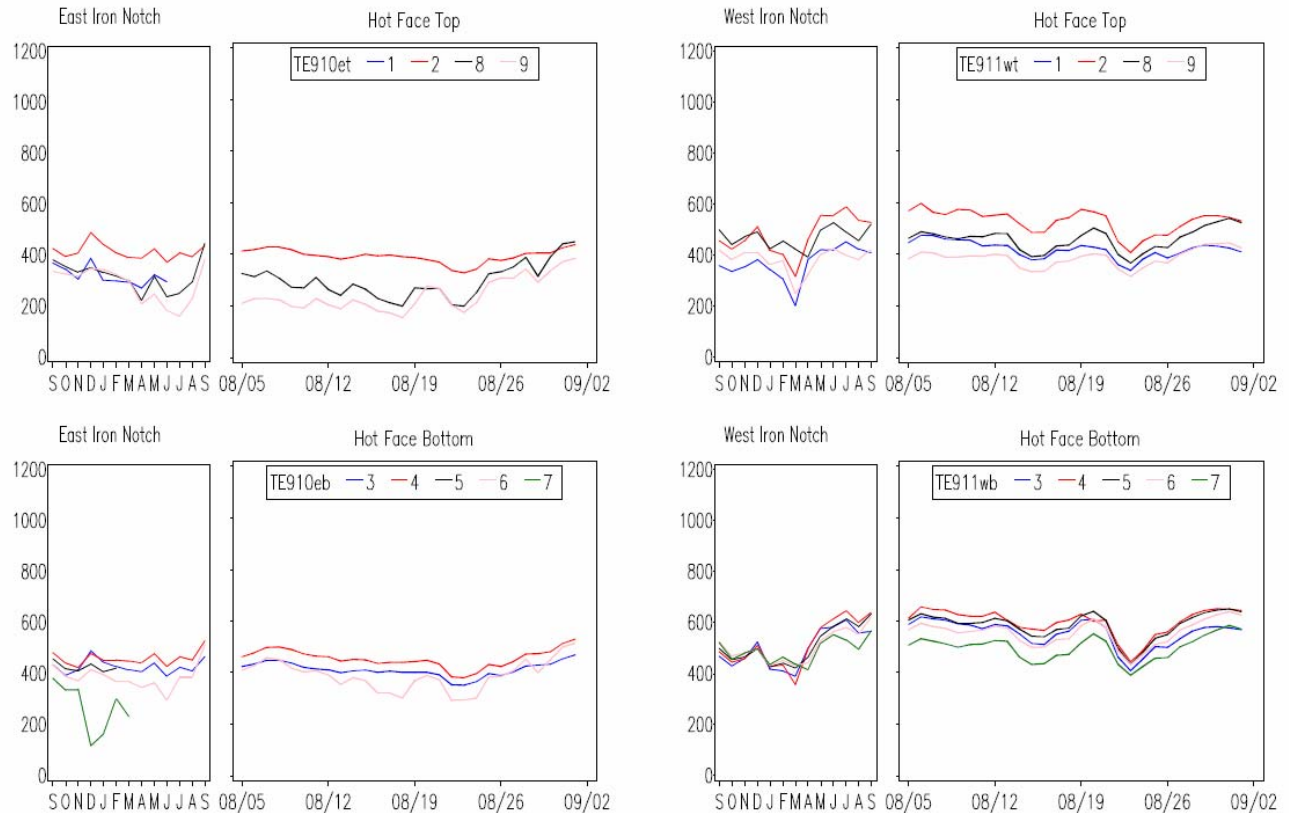 East Iron Notch
Hot Face Top
TE910et 1 2 8 9
1200
1000
800
600
400
200
0
S O N D J F M A M J J A S
08/05 08/12 08/19 08/26 09/02
West Iron Notch
Hot Face Top
TE911wt 1 2 8 9
1200
1000
800
600
400
200
0
S O N D J F M A M J J A S
08/05 08/12 08/19 08/26 09/02
East Iron Notch
Hot Face Bottom
TE910eb 3 4 5 6 7
1200
1000
800
600
400
200
0
S O N D J F M A M J J A S
08/05 08/12 08/19 08/26 09/02
West Iron Notch
Hot Face Bottom
TE911wb 3 4 5 6 7
1200
1000
800
600
400
200
0
S O N D J F M A M J J A S
08/05 08/12 08/19 08/26 09/02